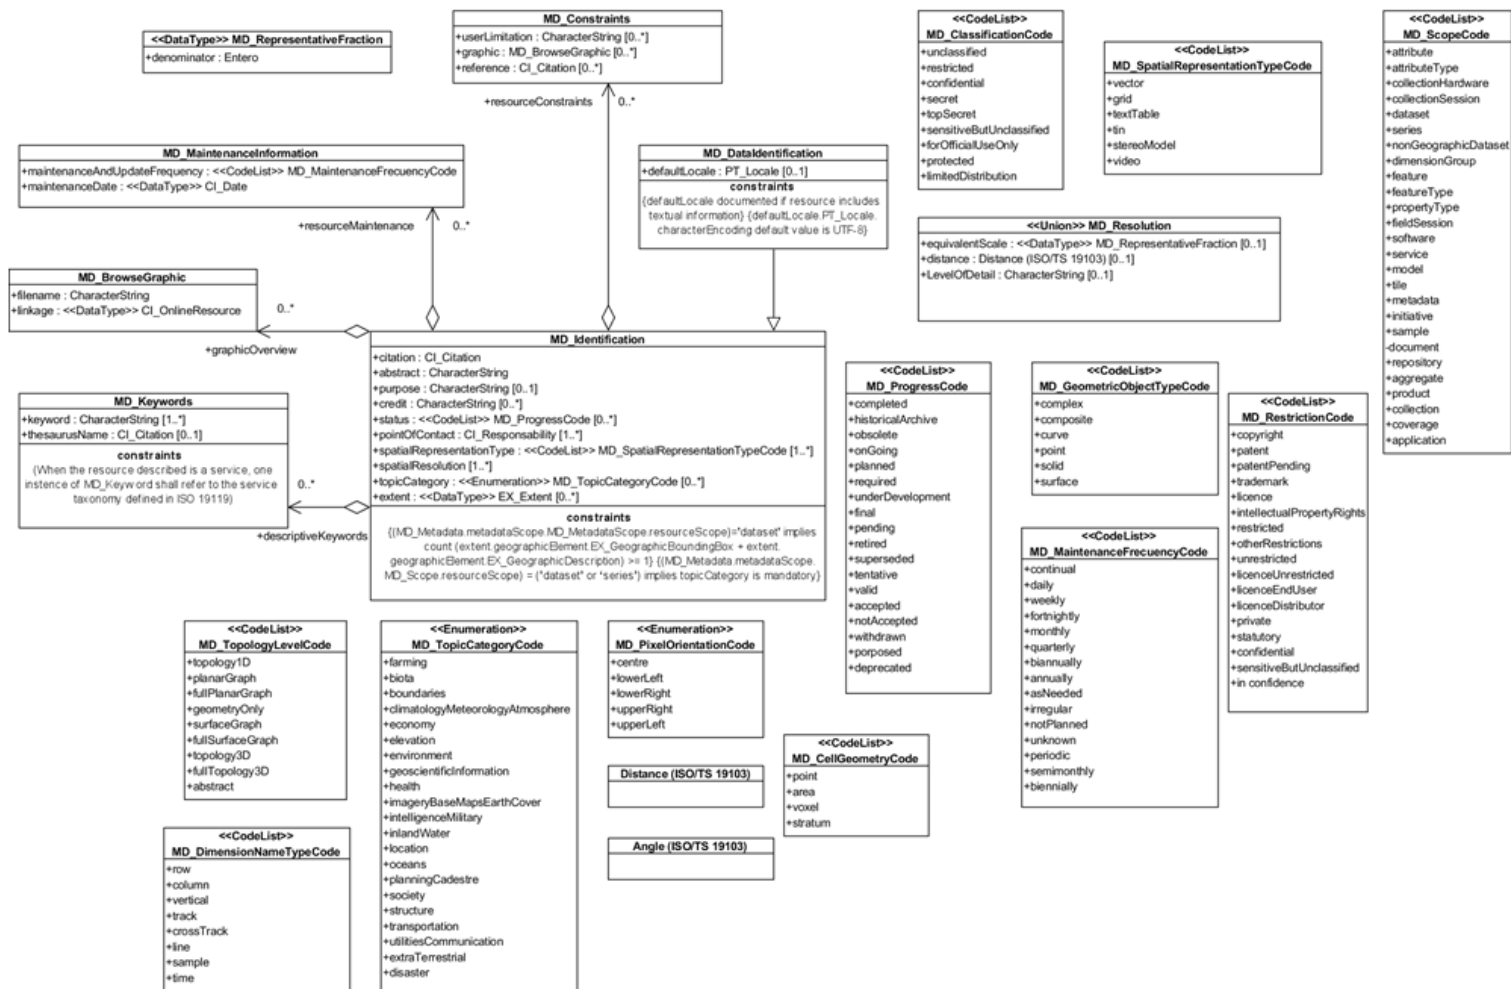 <<DataType>> MD_RepresentativeFraction
+denominator : Entero
MD_Constraints
+userLimitation : CharacterString [0..*]
+graphic : MD_BrowseGraphic [0..*]
+reference : CI_Citation [0..*]
+resourceConstraints
0..*
MD_MaintenanceInformation
+maintenanceAndUpdateFrequency : <<CodeList>> MD_MaintenanceFrecuencyCode
+maintenanceDate : <<DataType>> CI_Date
+resourceMaintenance
0..*
MD_DataIdentification
+defaultLocale : PT_Locale [0..1]
constraints
{defaultLocale documented if resource includes
textual information} {defaultLocale.PT_Locale.
characterEncoding default value is UTF-8}
MD_BrowseGraphic
+filename : CharacterString
+linkage : <<DataType>> CI_OnlineResource
0..*
+graphicOverview
MD_Identification
+citation : CI_Citation
+abstract : CharacterString
+purpose : CharacterString [0..1]
+credit : CharacterString [0..*]
+status : <<CodeList>> MD_ProgressCode [0..*]
+pointOfContact : CI_Responsability [1..*]
+spatialRepresentationType : <<CodeList>> MD_SpatialRepresentationTypeCode [1..*]
+spatialResolution [1..*]
+topicCategory : <<Enumeration>> MD_TopicCategoryCode [0..*]
+extent : <<DataType>> EX_Extent [0..*]
constraints
{(MD_Metadata.metadataScope.MD_MetadataScope.resourceScope)="dataset" implies
count (extent.geographicElement.EX_GeographicBoundingBox + extent.
geographicElement.EX_GeographicDescription) >= 1} {(MD_Metadata.metadataScope.
MD_Scope.resourceScope) = ("dataset" or 'series') implies topicCategory is mandatory}
MD_Keywords
+keyword : CharacterString [1..*]
+thesaurusName : CI_Citation [0..1]
constraints
(When the resource described is a service, one
instence of MD_Keyword shall refer to the service
taxonomy defined in ISO 19119)
0..*
+descriptiveKeywords
<<CodeList>>
MD_ClassificationCode
+unclassified
+restricted
+confidential
+secret
+topSecret
+sensitiveButUnclassified
+forOfficialUseOnly
+protected
+limitedDistribution
<<CodeList>>
MD_SpatialRepresentationTypeCode
+vector
+grid
+textTable
+tin
+stereoModel
+video
<<CodeList>>
MD_ScopeCode
+attribute
+attributeType
+collectionHardware
+collectionSession
+dataset
+series
+nonGeographicDataset
+dimensionGroup
+feature
+featureType
+propertyType
+fieldSession
+software
+service
+model
+tile
+metadata
+initiative
+sample
-document
+repository
+aggregate
+product
+collection
+coverage
+application
<<Union>> MD_Resolution
+equivalentScale : <<DataType>> MD_RepresentativeFraction [0..1]
+distance : Distance (ISO/TS 19103) [0..1]
+LevelOfDetail : CharacterString [0..1]
<<CodeList>>
MD_ProgressCode
+completed
+historicalArchive
+obsolete
+onGoing
+planned
+required
+underDevelopment
+final
+pending
+retired
+superseded
+tentative
+valid
+accepted
+notAccepted
+withdrawn
+porposed
+deprecated
<<CodeList>>
MD_GeometricObjectTypeCode
+complex
+composite
+curve
+point
+solid
+surface
<<CodeList>>
MD_RestrictionCode
+copyright
+patent
+patentPending
+trademark
+licence
+intellectualPropertyRights
+restricted
+otherRestrictions
+unrestricted
+licenceUnrestricted
+licenceEndUser
+licenceDistributor
+private
+statutory
+confidential
+sensitiveButUnclassified
+in confidence
<<CodeList>>
MD_MaintenanceFrecuencyCode
+continual
+daily
+weekly
+fortnightly
+monthly
+quarterly
+biannually
+annually
+asNeeded
+irregular
+notPlanned
+unknown
+periodic
+semimonthly
+biennially
<<CodeList>>
MD_TopologyLevelCode
+topology1D
+planarGraph
+fullPlanarGraph
+geometryOnly
+surfaceGraph
+fullSurfaceGraph
+topology3D
+fullTopology3D
+abstract
<<Enumeration>>
MD_TopicCategoryCode
+farming
+biota
+boundaries
+climatologyMeteorologyAtmosphere
+economy
+elevation
+environment
+geoscientificInformation
+health
+imageryBaseMapsEarthCover
+intelligenceMilitary
+inlandWater
+location
+oceans
+planningCadestre
+society
+structure
+transportation
+utilitiesCommunication
+extraTerrestrial
+disaster
<<Enumeration>>
MD_PixelOrientationCode
+centre
+lowerLeft
+lowerRight
+upperRight
+upperLeft
Distance (ISO/TS 19103)
Angle (ISO/TS 19103)
<<CodeList>>
MD_CellGeometryCode
+point
+area
+voxel
+stratum
<<CodeList>>
MD_DimensionNameTypeCode
+row
+column
+vertical
+track
+crossTrack
+line
+sample
+time